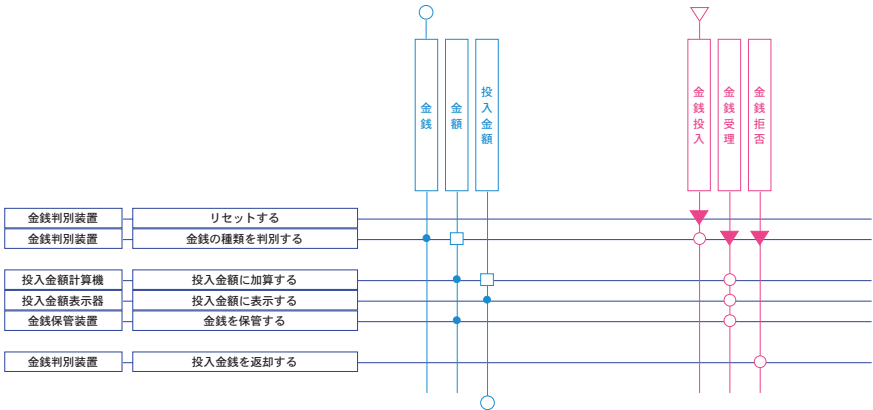 金銭
金額
投入金額
金銭投入
金銭受理
金銭拒否
金銭判別装置 リセットする
金銭判別装置 金銭の種類を判別する
投入金額計算機 投入金額に加算する
投入金額表示器 投入金額に表示する
金銭保管装置 金銭を保管する
金銭判別装置 投入金銭を返却する